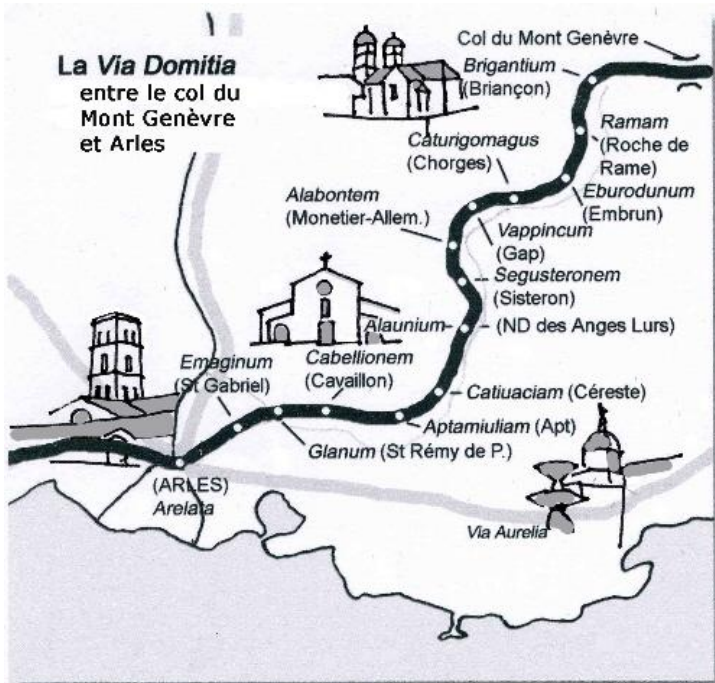 La Via Domitia
entre le col du
Mont Genèvre
et Arles
Col du Mont Genèvre
Brigantium
(Briançon)
Ramam
(Roche de
Rame)
Caturigomagus
(Chorges)
Eburodunum
(Embrun)
Alabontem
(Monetier-Allem.)
Vappincum
(Gap)
Segusteronem
(Sisteron)
Alaunium
(ND des Anges Lurs)
Emaginum
(St Gabriel)
Cabellionem
(Cavaillon)
Catiuaciam (Céreste)
Aptamiuliam (Apt)
Glanum (St Rémy de P.)
(ARLES)
Arelata
Via Aurelia